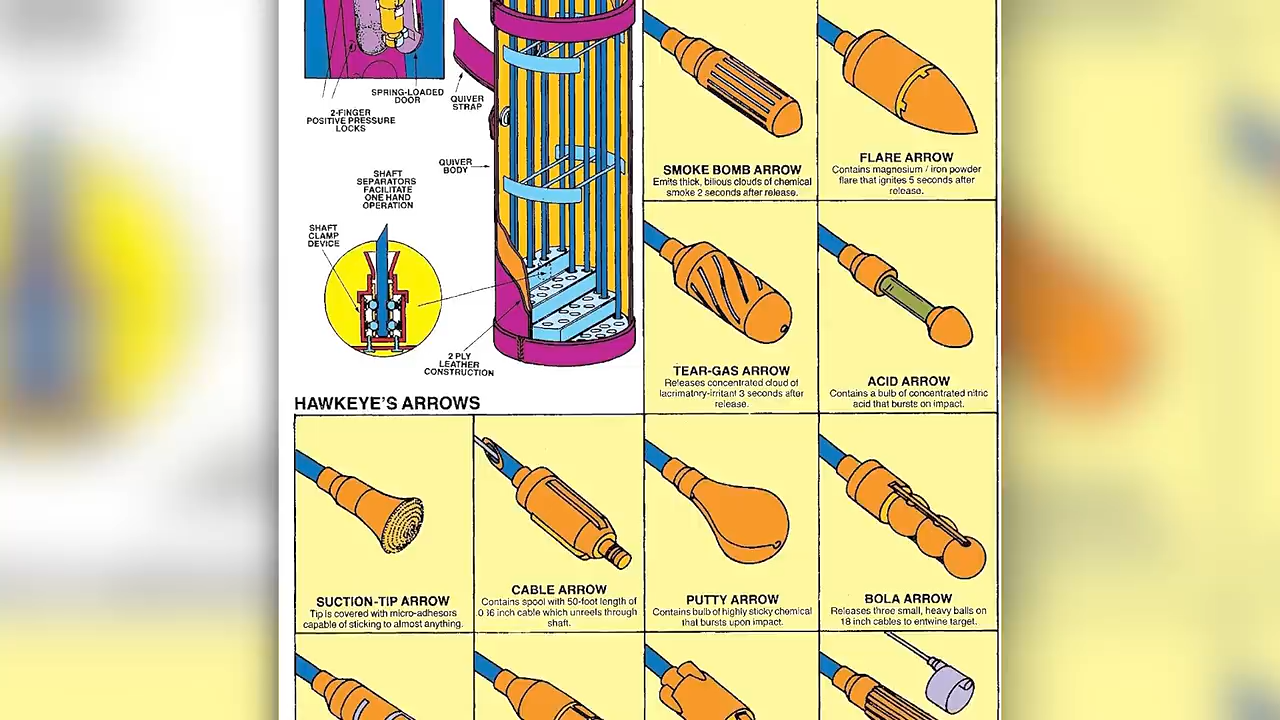 SPRING-LOADED
DOOR
2-FINGER
POSITIVE PRESSURE
LOCKS
QUIVER
STRAP
QUIVER
BODY
SHAFT
SEPARATORS
FACILITATE
ONE HAND
OPERATION
SHAFT
CLAMP
DEVICE
2 PLY
LEATHER
CONSTRUCTION
SMOKE BOMB ARROW
Emits thick, bilious clouds of chemical
smoke 2 seconds after release.
FLARE ARROW
Contains magnesium / iron powder
flare that ignites 5 seconds after
release.
TEAR-GAS ARROW
Releases concentrated cloud of
lacrimatory-irritant 3 seconds after
release.
ACID ARROW
Contains a bulb of concentrated nitric
acid that bursts on impact.
HAWKEYE'S ARROWS
SUCTION-TIP ARROW
Tip is covered with micro-adhesors
capable of sticking to almost anything.
CABLE ARROW
Contains spool with 50-foot length of
0.16 inch cable which unreels through
shaft.
PUTTY ARROW
Contains bulb of highly sticky chemical
that bursts upon impact.
BOLA ARROW
Releases three small, heavy balls on
18 inch cables to entwine target.